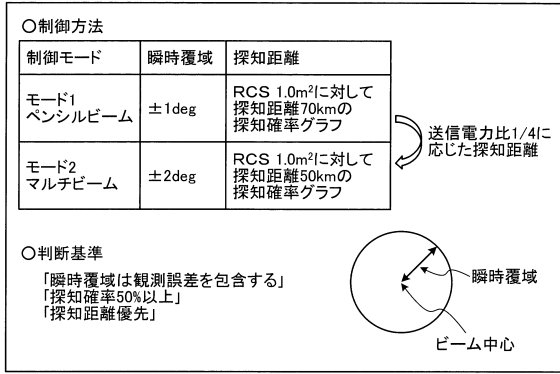 ○制御方法
制御モード
瞬時覆域
探知距離
モード1
ペンシルビーム
±1deg
RCS 1.0m²に対して
探知距離70kmの
探知確率グラフ
モード2
マルチビーム
±2deg
RCS 1.0m²に対して
探知距離50kmの
探知確率グラフ
送信電力比1/4に
応じた探知距離
○判断基準
「瞬時覆域は観測誤差を包含する」
「探知確率50%以上」
「探知距離優先」
瞬時覆域
ビーム中心